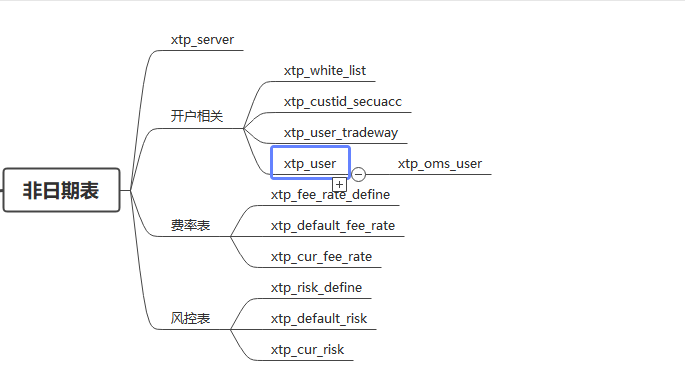 非日期表
xtp_server
开户相关
xtp_white_list
xtp_custid_secuacc
xtp_user_tradeway
xtp_user
xtp_oms_user
费率表
xtp_fee_rate_define
xtp_default_fee_rate
xtp_cur_fee_rate
风控表
xtp_risk_define
xtp_default_risk
xtp_cur_risk